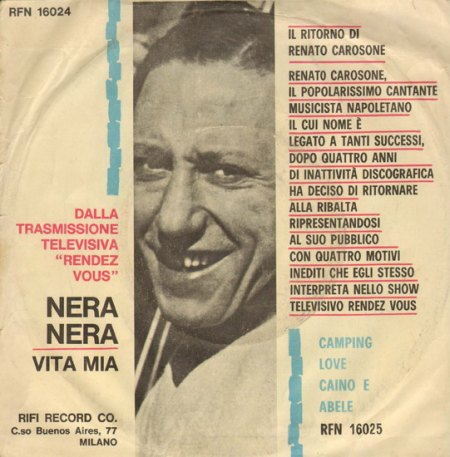 RFN 16024
DALLA
TRASMISSIONE
TELEVISIVA
"RENDEZ
VOUS"
NERA
NERA
VITA MIA
RIFI RECORD CO.
C.so Buenos Aires, 77
MILANO
IL RITORNO DI
RENATO CAROSONE
RENATO CAROSONE,
IL POPOLARISSIMO CANTANTE
MUSICISTA NAPOLETANO
IL CUI NOME È
LEGATO A TANTI SUCCESSI,
DOPO QUATTRO ANNI
DI INATTIVITÀ DISCOGRAFICA
HA DECISO DI RITORNARE
ALLA RIBALTA
RIPRESENTANDOSI
AL SUO PUBBLICO
CON QUATTRO MOTIVI
INEDITI CHE EGLI STESSO
INTERPRETA NELLO SHOW
TELEVISIVO RENDEZ VOUS
CAMPING
LOVE
CAINO E
ABELE
RFN 16025